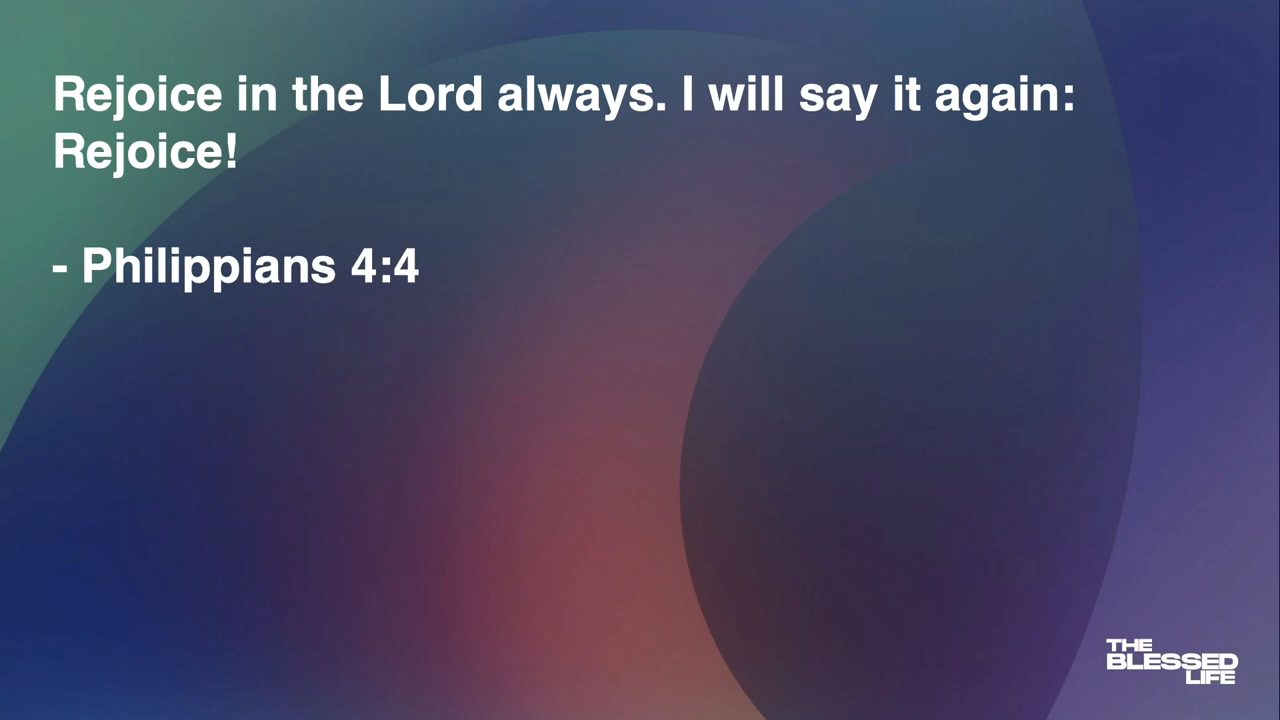 Rejoice in the Lord always. I will say it again:
Rejoice!
- Philippians 4:4
THE
BLESSED
LIFE